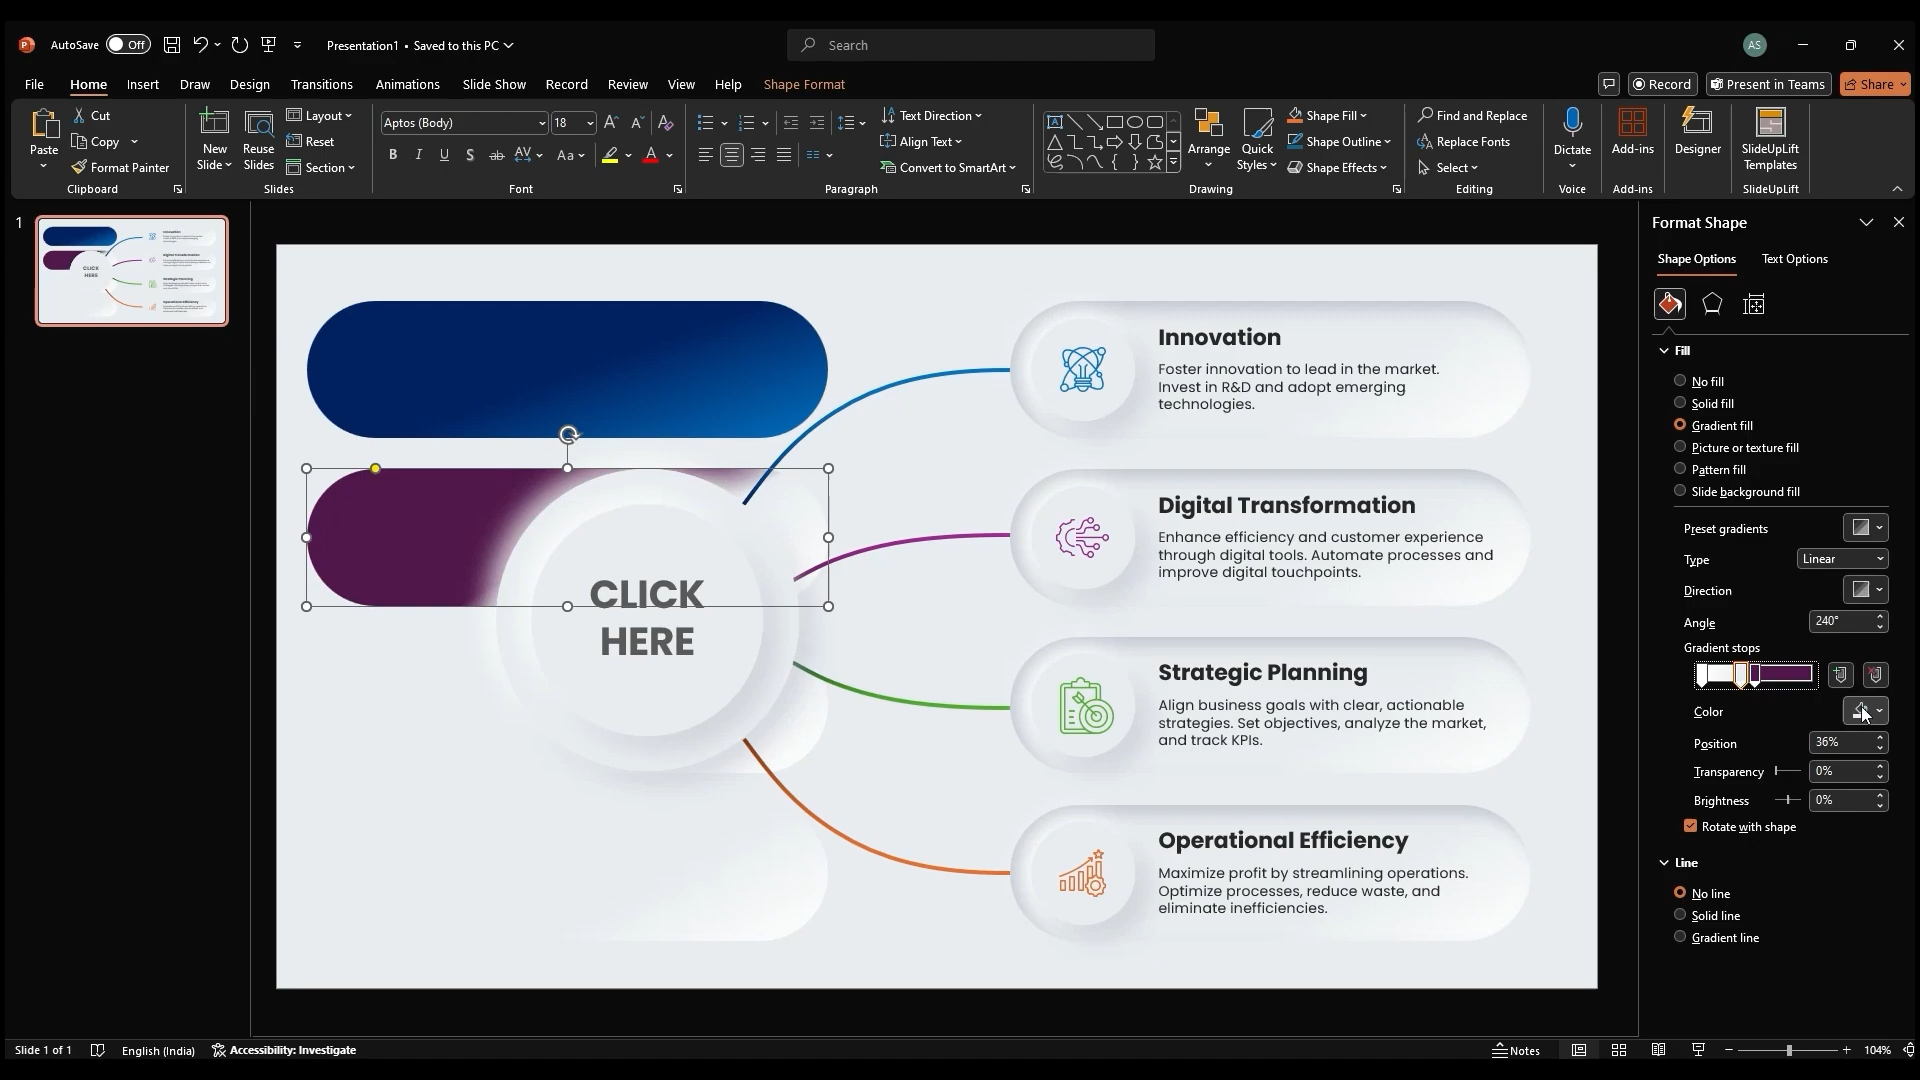 AutoSave Off Presentation1 • Saved to this PC Search AS
File Home Insert Draw Design Transitions Animations Slide Show Record Review View Help Shape Format Record Present in Teams Share
Paste
Cut
Copy
Format Painter
Clipboard
New Slide
Reuse Slides
Layout
Reset
Section
Slides
Aptos (Body) 18
B I U S ab AV Aa A
Font
Text Direction
Align Text
Convert to SmartArt
Paragraph
Arrange
Quick Styles
Shape Fill
Shape Outline
Shape Effects
Drawing
Find and Replace
Replace Fonts
Select
Editing
Dictate
Voice
Add-ins
Add-ins
Designer
SlideUpLift Templates
SlideUpLift
1
CLICK
HERE
Innovation
Foster innovation to lead in the market.
Invest in R&D and adopt emerging
technologies.
Digital Transformation
Enhance efficiency and customer experience
through digital tools. Automate processes and
improve digital touchpoints.
Strategic Planning
Align business goals with clear, actionable
strategies. Set objectives, analyze the market,
and track KPIs.
Operational Efficiency
Maximize profit by streamlining operations.
Optimize processes, reduce waste, and
eliminate inefficiencies.
Format Shape
Shape Options Text Options
Fill
No fill
Solid fill
Gradient fill
Picture or texture fill
Pattern fill
Slide background fill
Preset gradients
Type Linear
Direction
Angle 240°
Gradient stops
Color
Position 36%
Transparency 0%
Brightness 0%
Rotate with shape
Line
No line
Solid line
Gradient line
Slide 1 of 1 English (India) Accessibility: Investigate Notes 104%